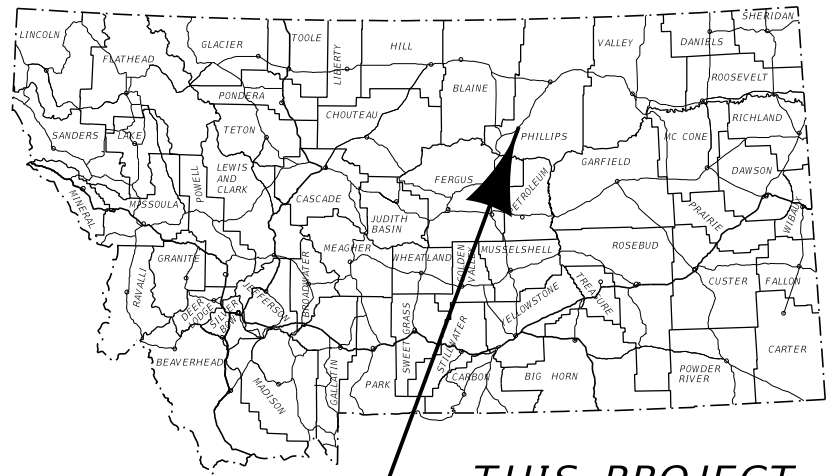 LINCOLN
FLATHEAD
GLACIER
TOOLE
LIBERTY
HILL
BLAINE
VALLEY
DANIELS
SHERIDAN
ROOSEVELT
PONDERA
CHOUTEAU
PHILLIPS
TETON
SANDERS
LAKE
RICHLAND
MC CONE
GARFIELD
DAWSON
LEWIS
AND
CLARK
POWELL
CASCADE
FERGUS
PETROLEUM
MINERAL
MISSOULA
JUDITH
BASIN
PRAIRIE
WIBAUX
GRANITE
MEAGHER
WHEATLAND
GOLDEN
VALLEY
MUSSELSHELL
ROSEBUD
RAVALLI
BROADWATER
JEFFERSON
DEER
LODGE
SILVER
BOW
SWEET GRASS
STILLWATER
YELLOWSTONE
TREASURE
CUSTER
FALLON
BEAVERHEAD
MADISON
GALLATIN
PARK
CARBON
BIG HORN
POWDER
RIVER
CARTER
THIS PROJECT